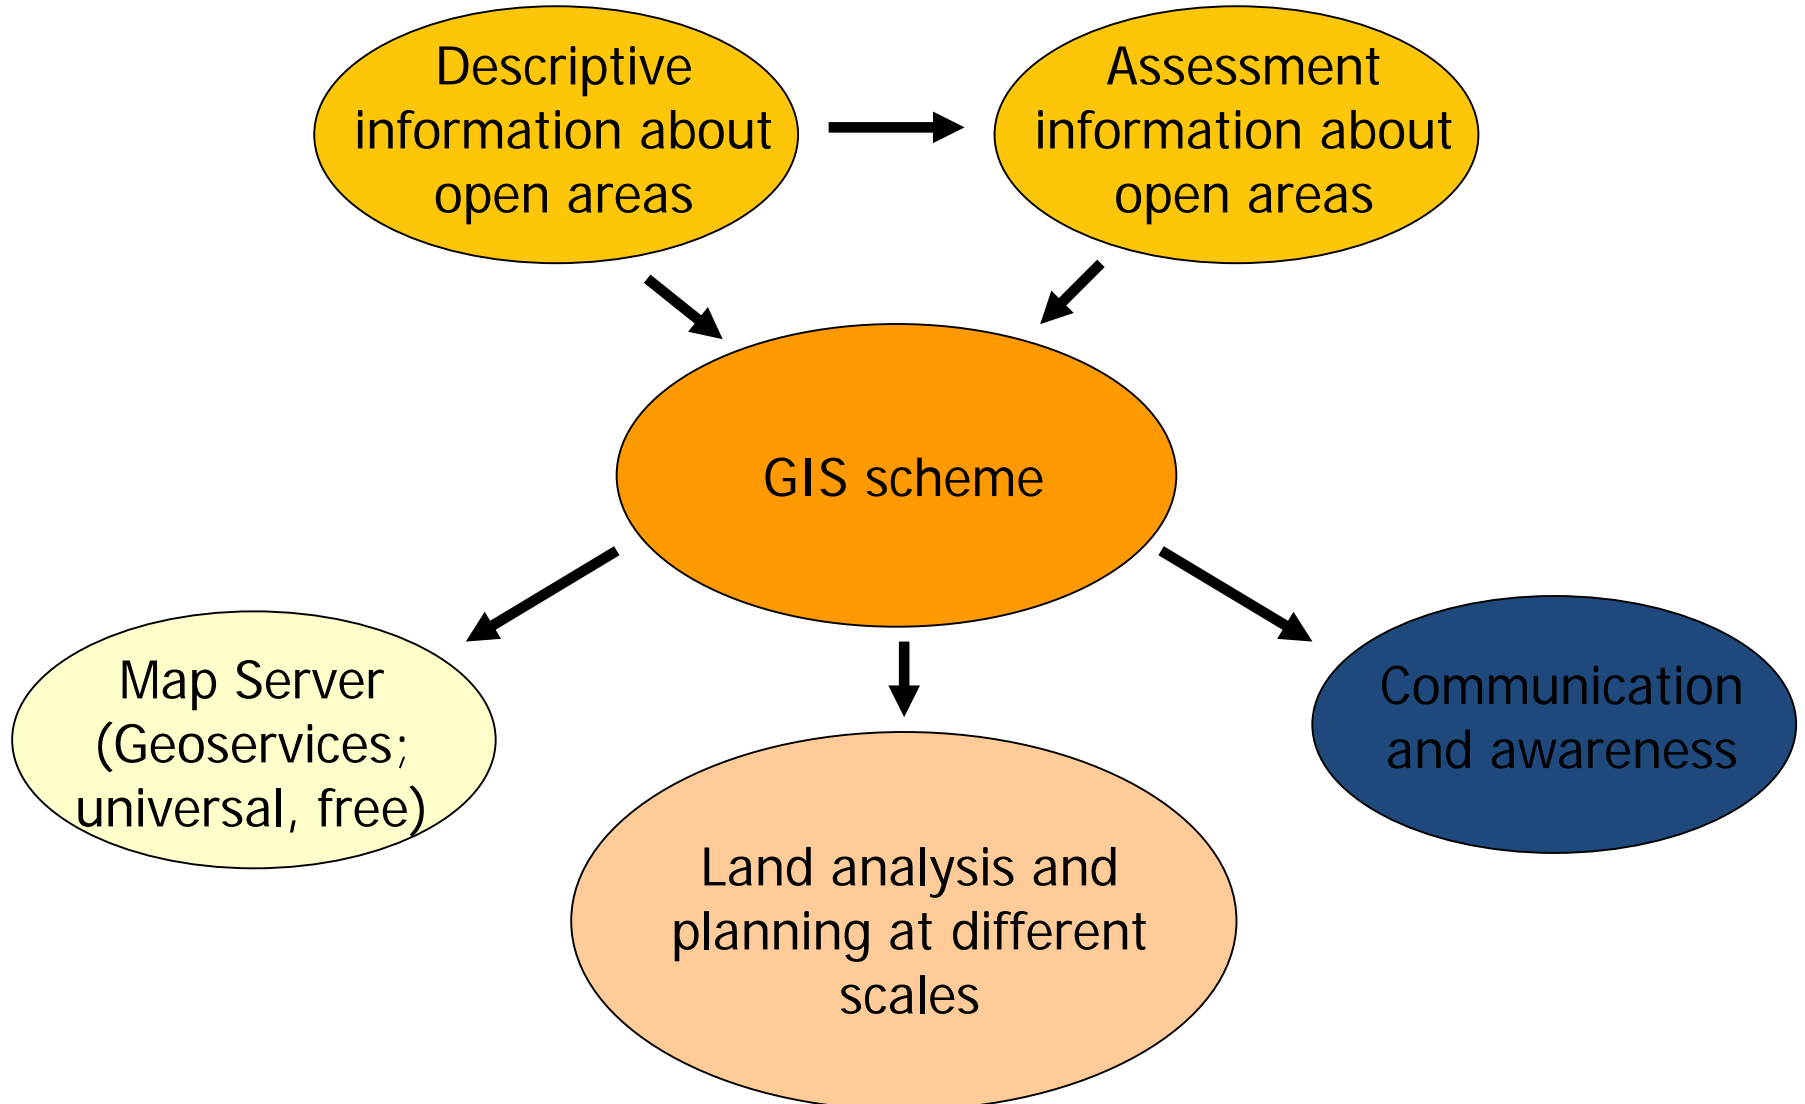 Descriptive
information about
open areas
Assessment
information about
open areas
GIS scheme
Map Server
(Geoservices;
universal, free)
Communication
and awareness
Land analysis and
planning at different
scales